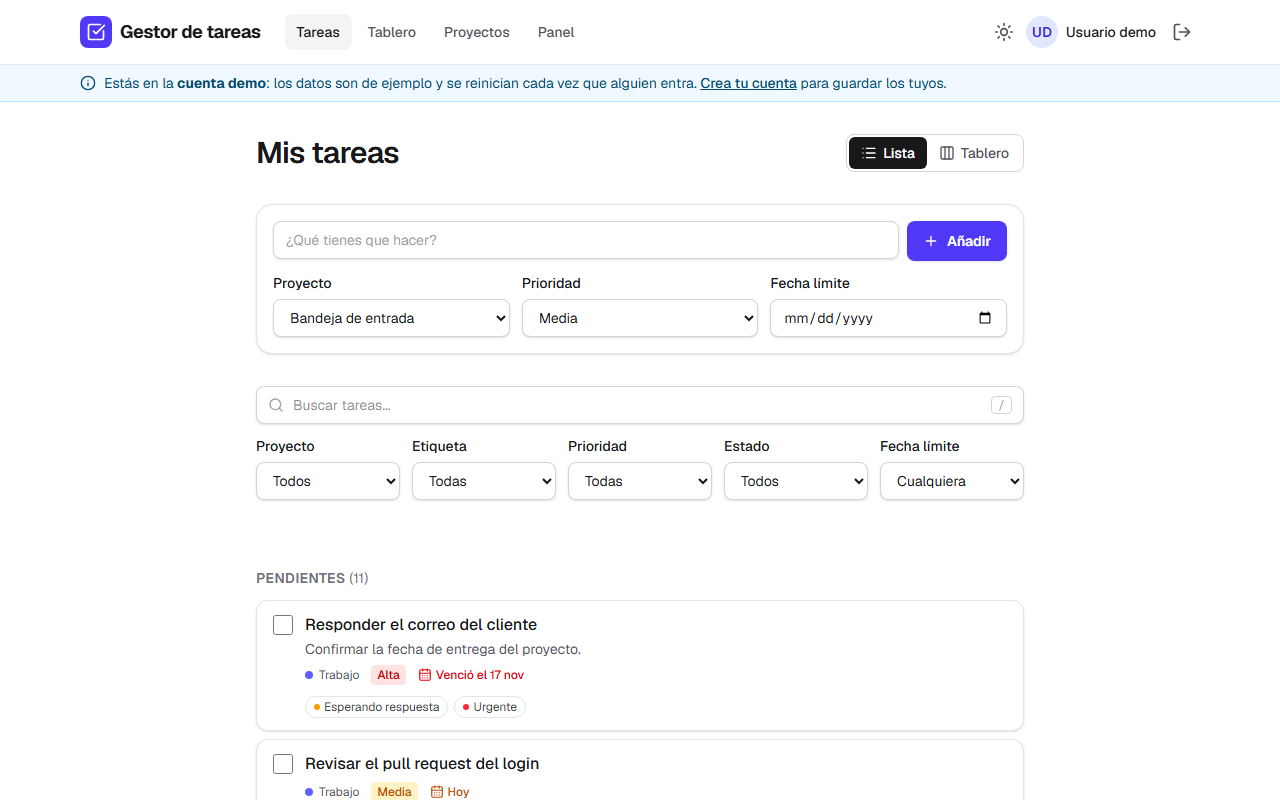 Gestor de tareas Tareas Tablero Proyectos Panel UD Usuario demo
Estás en la cuenta demo: los datos son de ejemplo y se reinician cada vez que alguien entra. Crea tu cuenta para guardar los tuyos.
Mis tareas
Lista Tablero
¿Qué tienes que hacer?
+ Añadir
Proyecto Prioridad Fecha límite
Bandeja de entrada Media mm/dd/yyyy
Buscar tareas... /
Proyecto Etiqueta Prioridad Estado Fecha límite
Todos Todas Todas Todos Cualquiera
PENDIENTES (11)
Responder el correo del cliente
Confirmar la fecha de entrega del proyecto.
Trabajo Alta Venció el 17 nov
Esperando respuesta Urgente
Revisar el pull request del login
Trabajo Media Hoy